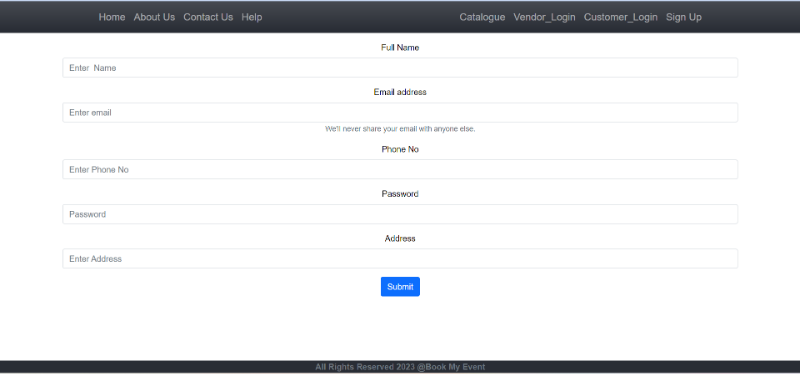 Home About Us Contact Us Help Catalogue Vendor_Login Customer_Login Sign Up
Full Name
Enter Name
Email address
Enter email
We'll never share your email with anyone else.
Phone No
Enter Phone No
Password
Password
Address
Enter Address
Submit
All Rights Reserved 2023 @Book My Event